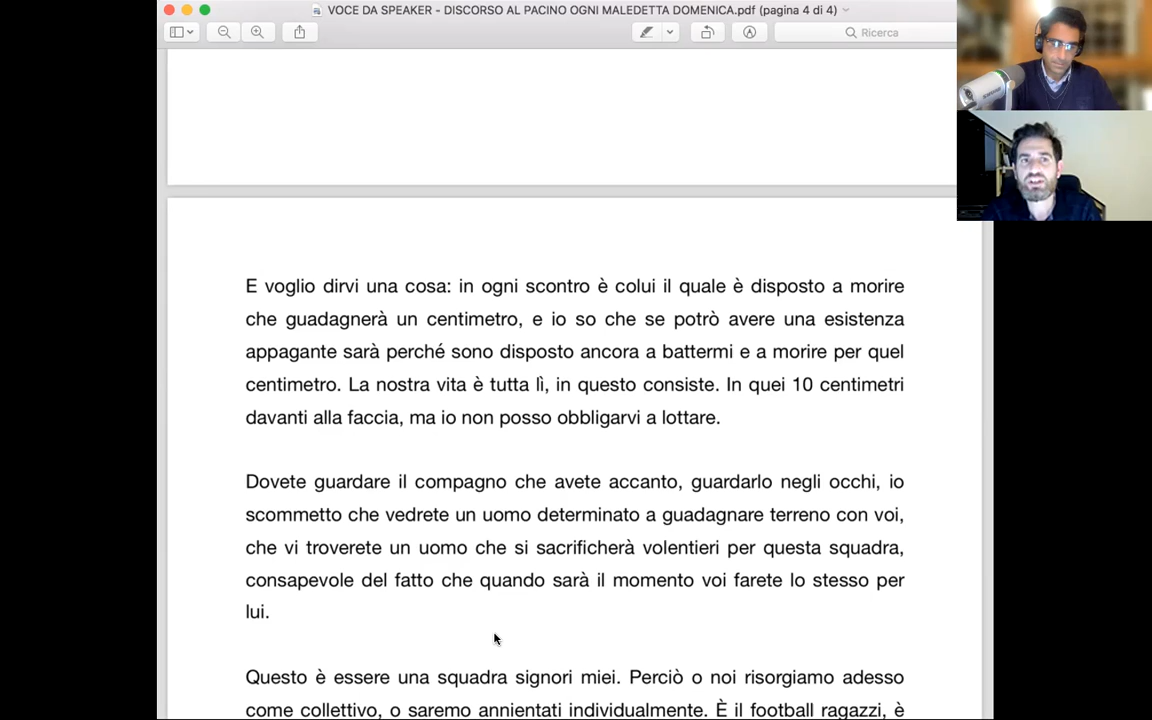 VOCE DA SPEAKER - DISCORSO AL PACINO OGNI MALEDETTA DOMENICA.pdf (pagina 4 di 4)
Ricerca
E voglio dirvi una cosa: in ogni scontro è colui il quale è disposto a morire
che guadagnerà un centimetro, e io so che se potrò avere una esistenza
appagante sarà perché sono disposto ancora a battermi e a morire per quel
centimetro. La nostra vita è tutta lì, in questo consiste. In quei 10 centimetri
davanti alla faccia, ma io non posso obbligarvi a lottare.
Dovete guardare il compagno che avete accanto, guardarlo negli occhi, io
scommetto che vedrete un uomo determinato a guadagnare terreno con voi,
che vi troverete un uomo che si sacrificherà volentieri per questa squadra,
consapevole del fatto che quando sarà il momento voi farete lo stesso per
lui.
Questo è essere una squadra signori miei. Perciò o noi risorgiamo adesso
come collettivo, o saremo annientati individualmente. È il football ragazzi, è